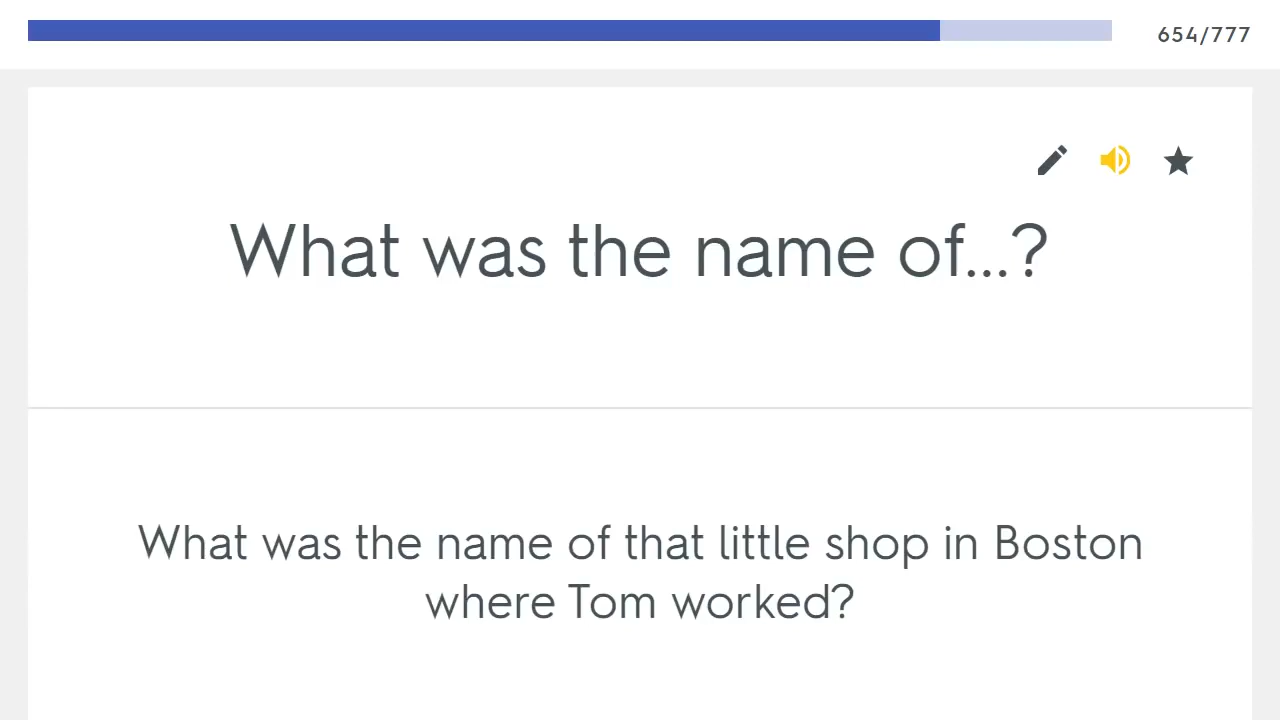 654/777
What was the name of...?
What was the name of that little shop in Boston
where Tom worked?